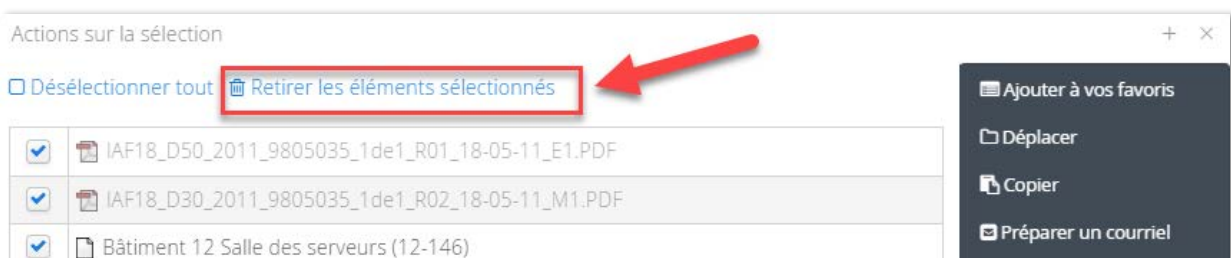 Actions sur la sélection
Désélectionner tout Retirer les éléments sélectionnés
IAF18_D50_2011_9805035_1de1_R01_18-05-11_E1.PDF
IAF18_D30_2011_9805035_1de1_R02_18-05-11_M1.PDF
Bâtiment 12 Salle des serveurs (12-146)
Ajouter à vos favoris
Déplacer
Copier
Préparer un courriel